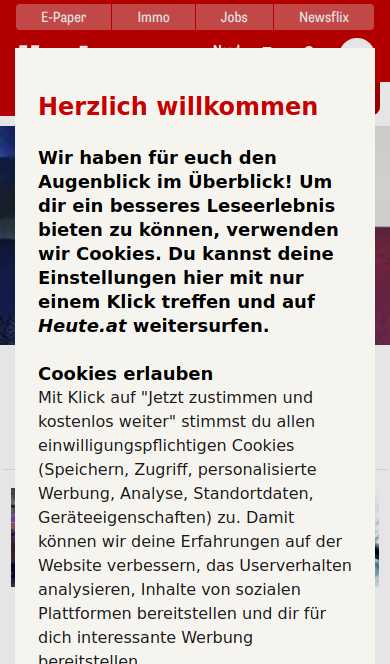 E-Paper Immo Jobs Newsflix
Herzlich willkommen
Wir haben für euch den
Augenblick im Überblick! Um
dir ein besseres Leseerlebnis
bieten zu können, verwenden
wir Cookies. Du kannst deine
Einstellungen hier mit nur
einem Klick treffen und auf
Heute.at weitersurfen.
Cookies erlauben
Mit Klick auf "Jetzt zustimmen und
kostenlos weiter" stimmst du allen
einwilligungspflichtigen Cookies
(Speichern, Zugriff, personalisierte
Werbung, Analyse, Standortdaten,
Geräteeigenschaften) zu. Damit
können wir deine Erfahrungen auf der
Website verbessern, das Userverhalten
analysieren, Inhalte von sozialen
Plattformen bereitstellen und dir für
dich interessante Werbung
bereitstellen